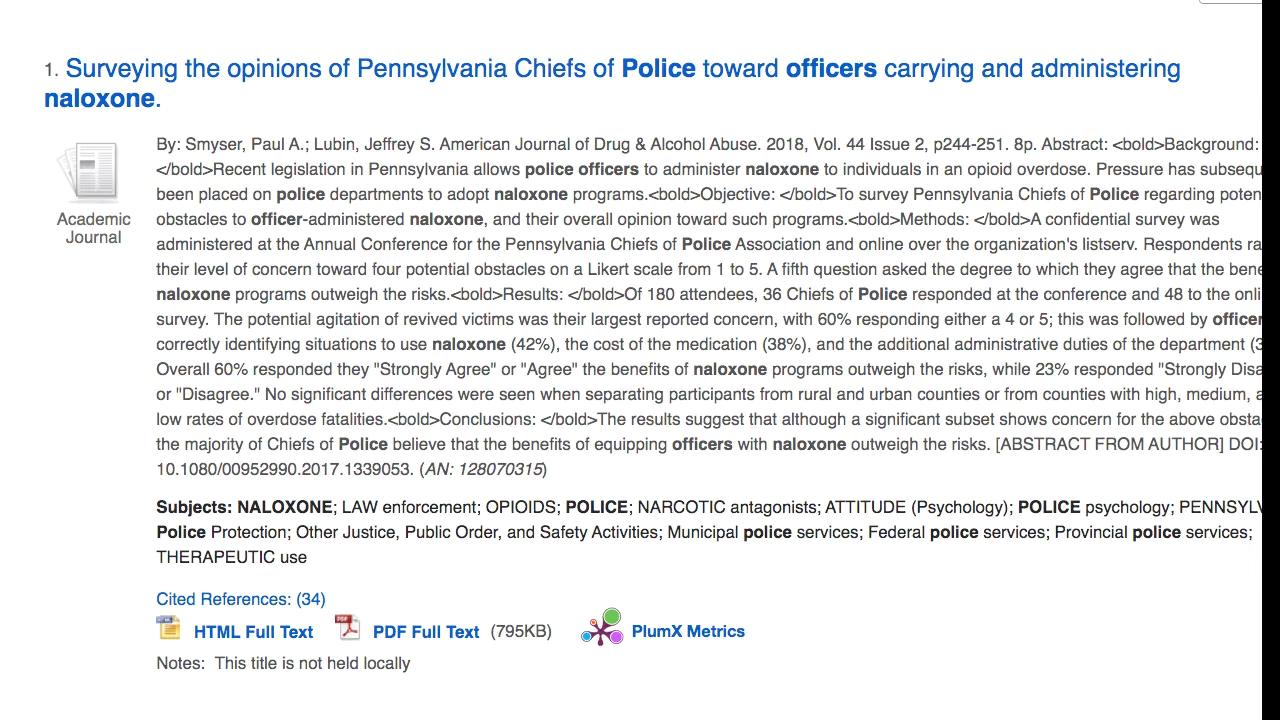 1. Surveying the opinions of Pennsylvania Chiefs of Police toward officers carrying and administering
naloxone.
Academic
Journal
By: Smyser, Paul A.; Lubin, Jeffrey S. American Journal of Drug & Alcohol Abuse. 2018, Vol. 44 Issue 2, p244-251. 8p. Abstract: <bold>Background:
</bold>Recent legislation in Pennsylvania allows police officers to administer naloxone to individuals in an opioid overdose. Pressure has
been placed on police departments to adopt naloxone programs.<bold>Objective: </bold>To survey Pennsylvania Chiefs of Police regarding
obstacles to officer-administered naloxone, and their overall opinion toward such programs.<bold>Methods: </bold>A confidential survey was
administered at the Annual Conference for the Pennsylvania Chiefs of Police Association and online over the organization's listserv. Respondents
their level of concern toward four potential obstacles on a Likert scale from 1 to 5. A fifth question asked the degree to which they agree that the
naloxone programs outweigh the risks.<bold>Results: </bold>Of 180 attendees, 36 Chiefs of Police responded at the conference and 48 to the
survey. The potential agitation of revived victims was their largest reported concern, with 60% responding either a 4 or 5; this was followed by
correctly identifying situations to use naloxone (42%), the cost of the medication (38%), and the additional administrative duties of the department
Overall 60% responded they "Strongly Agree" or "Agree" the benefits of naloxone programs outweigh the risks, while 23% responded "Strongly
or "Disagree." No significant differences were seen when separating participants from rural and urban counties or from counties with high, medium,
low rates of overdose fatalities.<bold>Conclusions: </bold>The results suggest that although a significant subset shows concern for the above
the majority of Chiefs of Police believe that the benefits of equipping officers with naloxone outweigh the risks. [ABSTRACT FROM AUTHOR] DOI:
10.1080/00952990.2017.1339053. (AN: 128070315)
Subjects: NALOXONE; LAW enforcement; OPIOIDS; POLICE; NARCOTIC antagonists; ATTITUDE (Psychology); POLICE psychology;
Police Protection; Other Justice, Public Order, and Safety Activities; Municipal police services; Federal police services; Provincial police services;
THERAPEUTIC use
Cited References: (34)
HTML Full Text PDF Full Text (795KB) PlumX Metrics
Notes: This title is not held locally